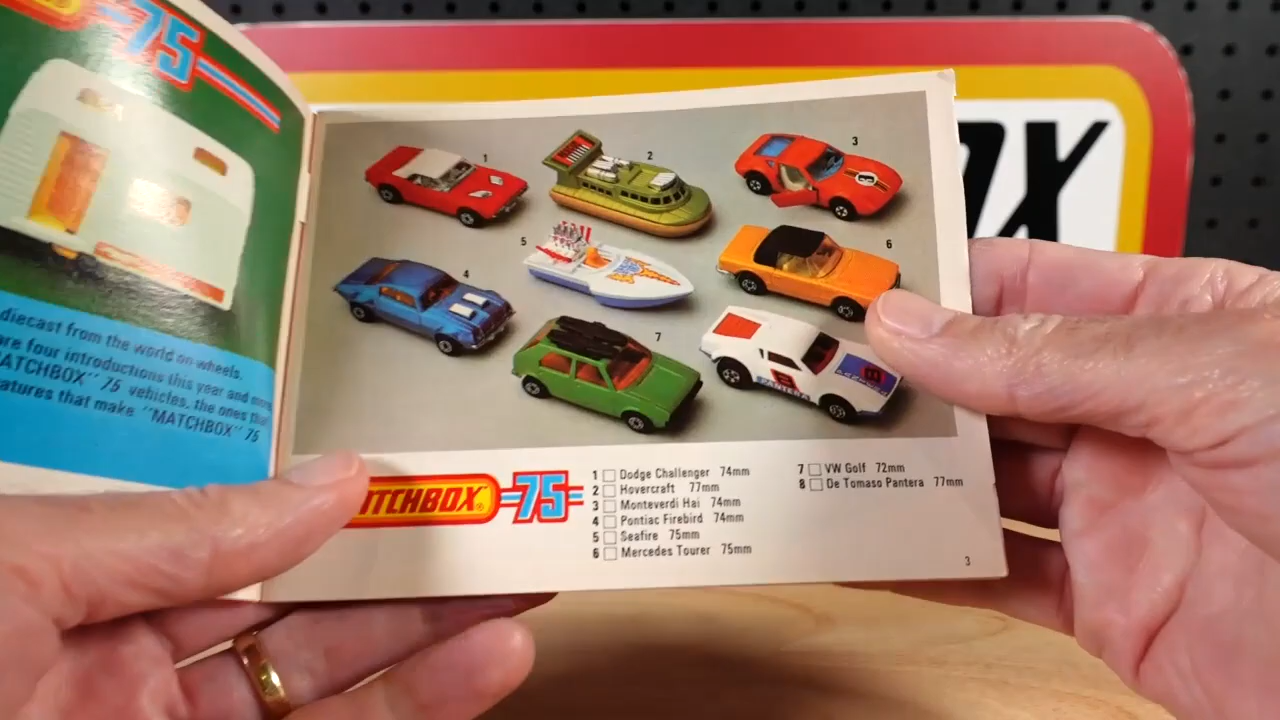 75
diecast from the world on wheels.
are four introductions this year and more
MATCHBOX" 75 vehicles, the ones that
features that make "MATCHBOX" 75
OX
1
2
3
8
5
6
4
7
8
PANTERA
MATCHBOX® 75
1 Dodge Challenger 74mm
2 Hovercraft 77mm
3 Monteverdi Hai 74mm
4 Pontiac Firebird 74mm
5 Seafire 75mm
6 Mercedes Tourer 75mm
7 VW Golf 72mm
8 De Tomaso Pantera 77mm
3